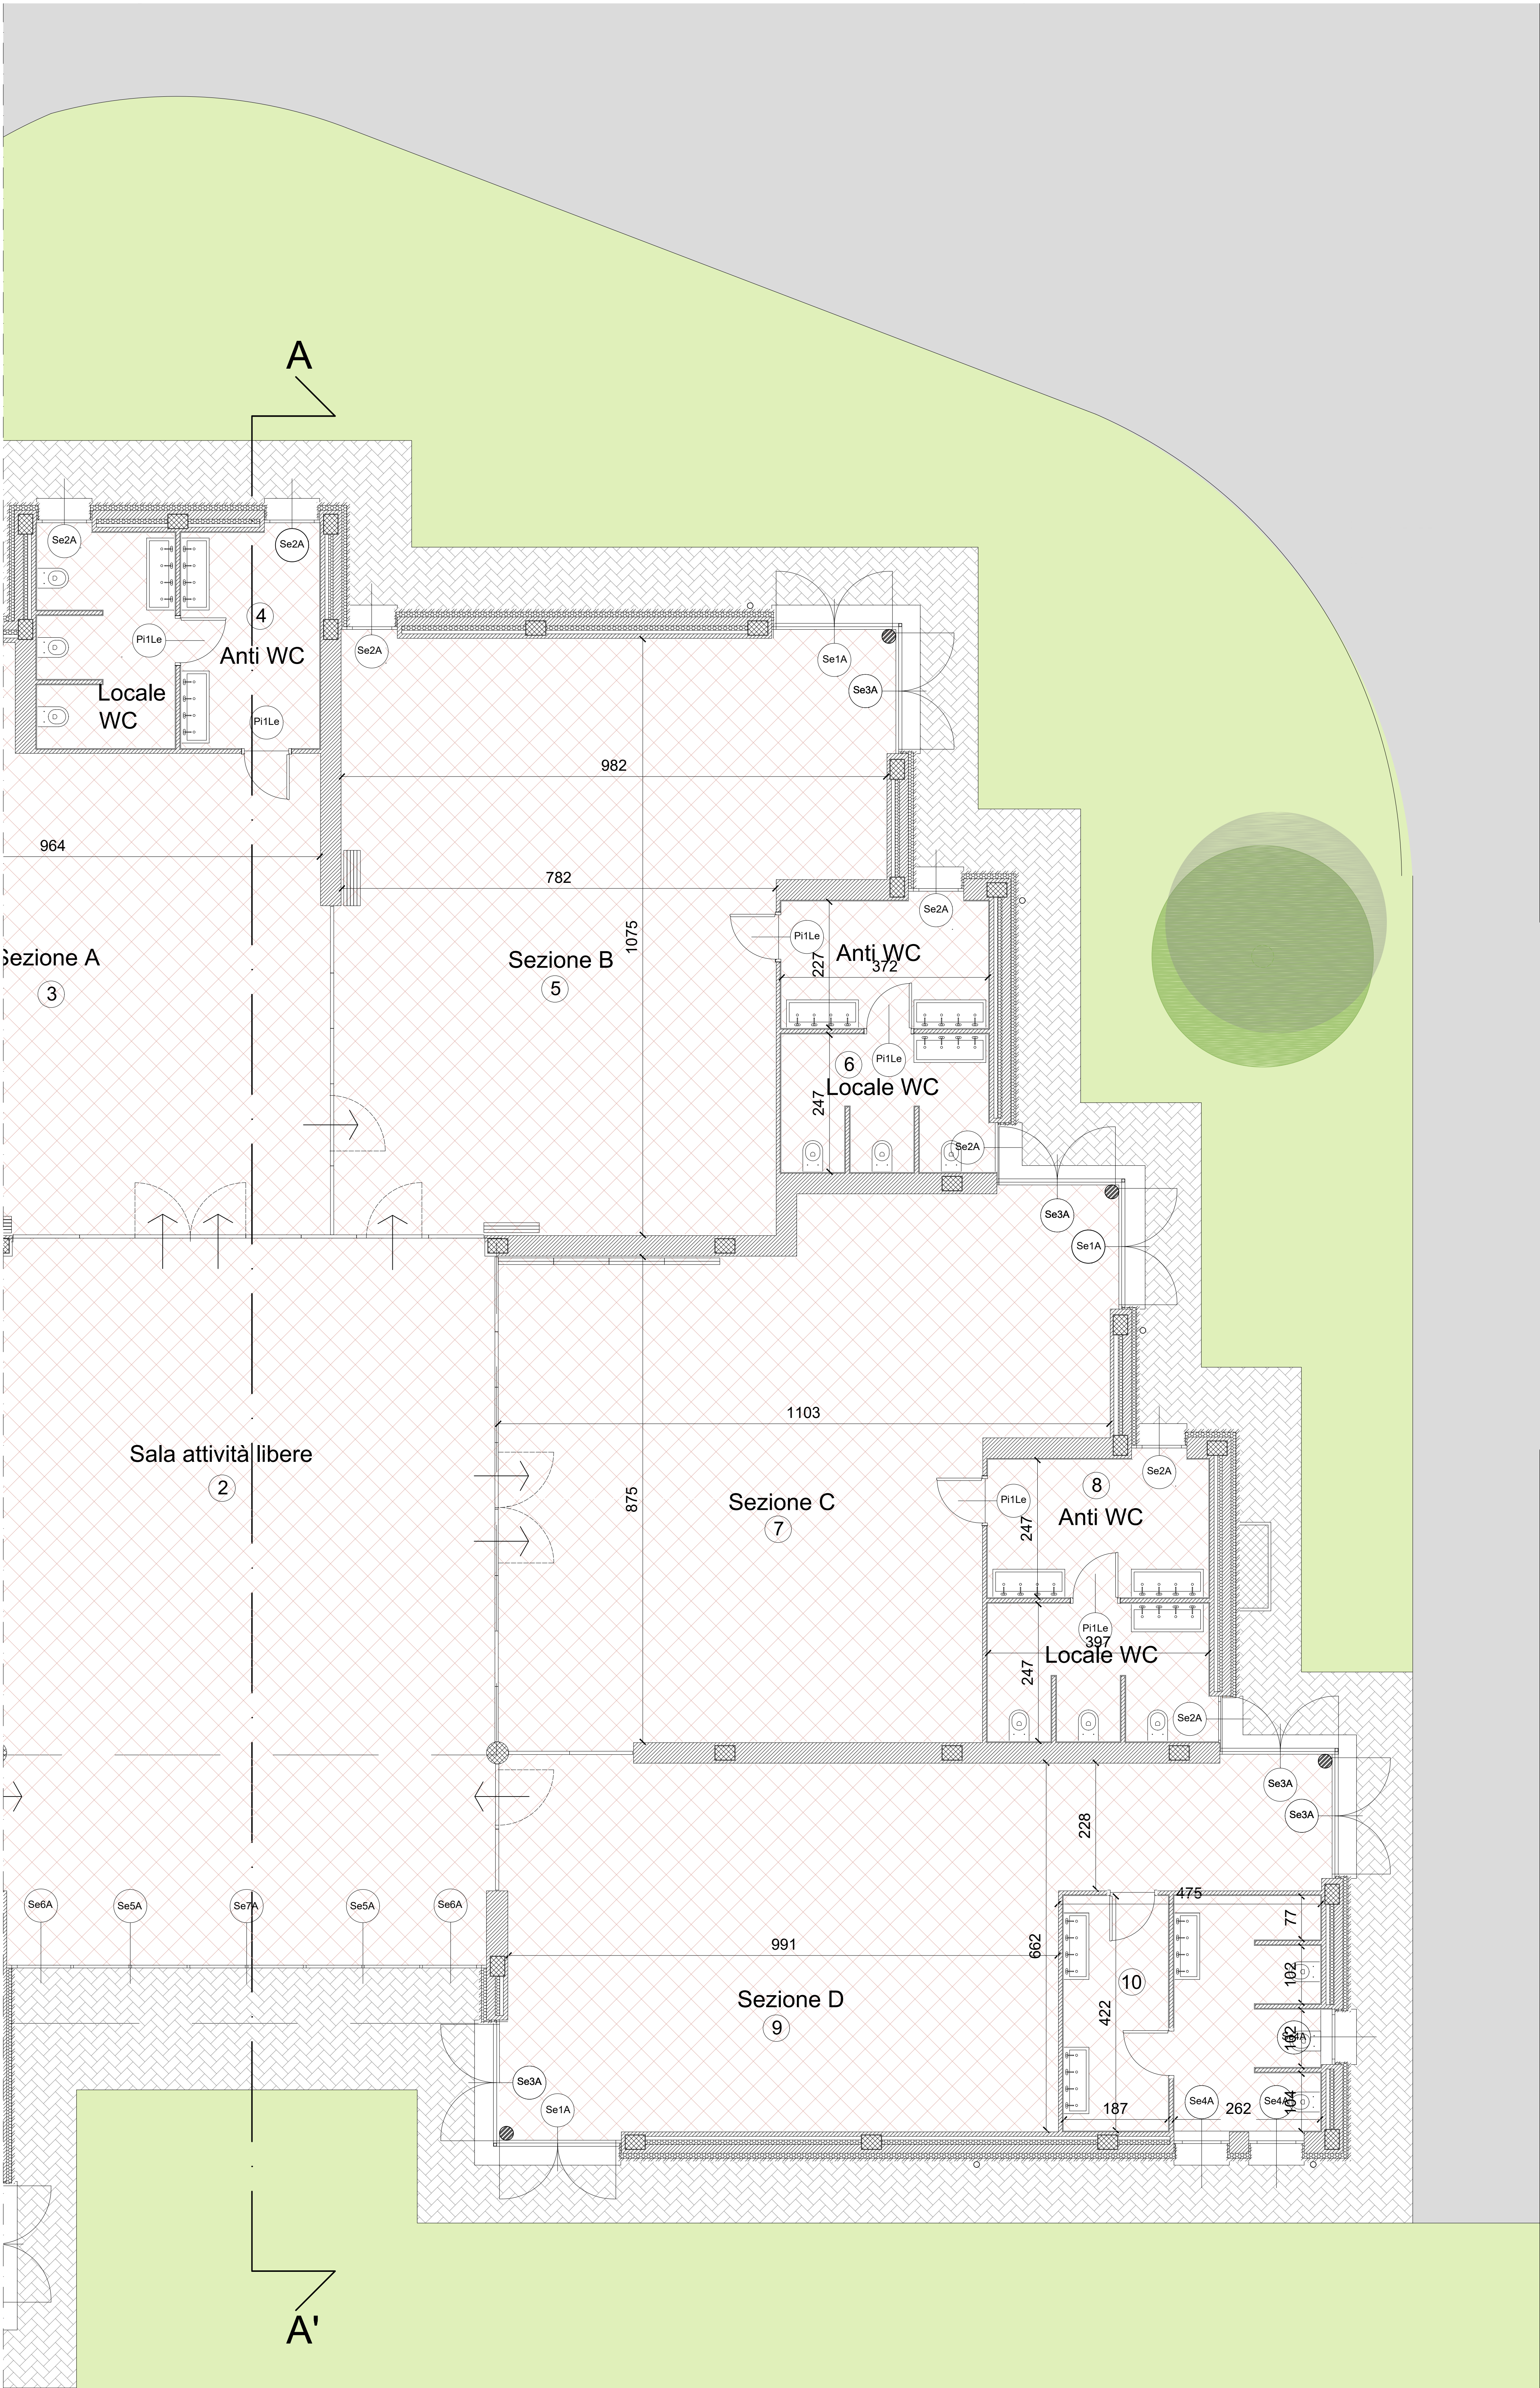 A
Se2A
Se2A
4
Pi1Le
Anti WC
Se2A
Se1A
Se3A
Locale
WC
Pi1Le
982
964
782
Se2A
1075
Pi1Le
Anti WC
227
372
Sezione A
3
Sezione B
5
6
Pi1Le
Locale WC
247
Se2A
Se3A
Se1A
1103
Sala attività libere
2
Se2A
8
Pi1Le
Anti WC
247
875
Sezione C
7
Pi1Le
397
Locale WC
247
Se2A
Se3A
Se3A
228
Se6A
Se5A
Se7A
Se5A
Se6A
475
77
991
662
102
10
Sezione D
9
422
102
Se4A
Se3A
Se1A
187
262
Se4A
Se4A
104
A'